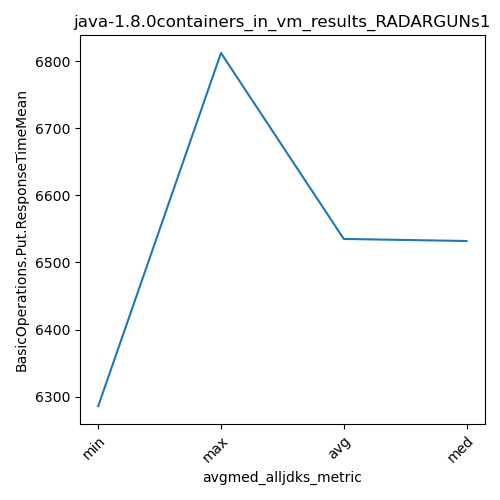 java-1.8.0containers_in_vm_results_RADARGUNs1
BasicOperations.Put.ResponseTimeMean
6800
6700
6600
6500
6400
6300
min
max
avg
med
avgmed_alljdks_metric